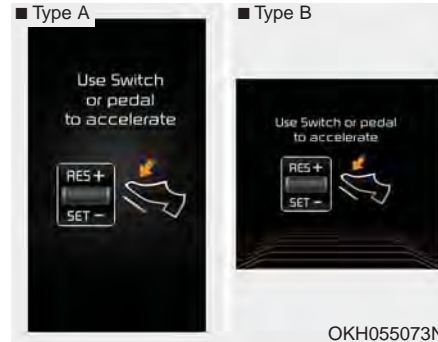 ■ Type A
■ Type B
Use Switch
or pedal
to accelerate
RES +
SET −
Use Switch or pedal
to accelerate
RES +
SET −
OKH055073N